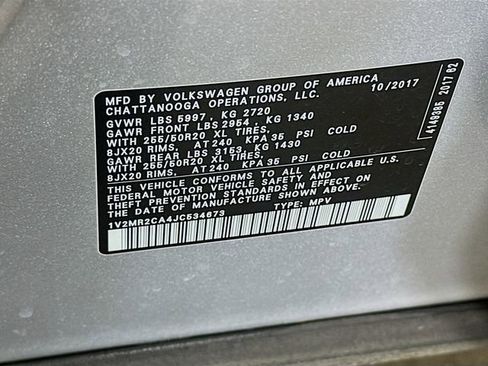 MFD BY VOLKSWAGEN GROUP OF AMERICA
CHATTANOOGA OPERATIONS, LLC. 10/2017
GVWR LBS 5997 , KG 2720
GAWR FRONT LBS 2954 , KG 1340
WITH 255/50R20 XL TIRES,
8JX20 RIMS, AT 240 KPA 35 PSI COLD
GAWR REAR LBS 3153, KG 1430
WITH 255/50R20 XL TIRES,
8JX20 RIMS, AT 240 KPA 35 PSI COLD
THIS VEHICLE CONFORMS TO ALL APPLICABLE U.S.
FEDERAL MOTOR VEHICLE SAFETY AND
THEFT PREVENTION STANDARDS IN EFFECT ON
THE DATE OF MANUFACTURE SHOWN ABOVE.
1V2MR2CA4JC534673 TYPE: MPV
4149385 2017 B2